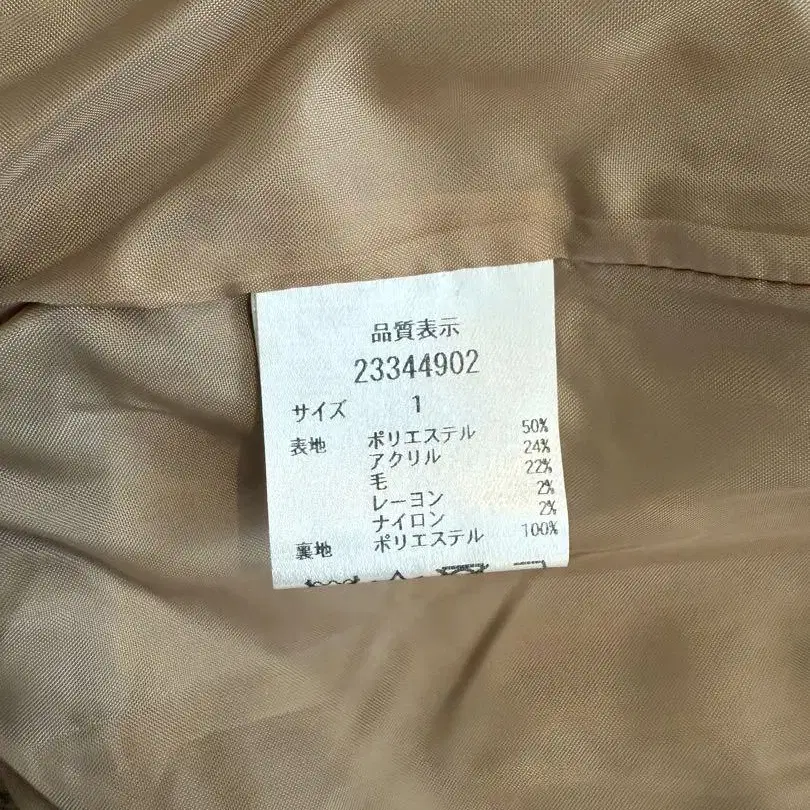 品質表示
23344902
サイズ 1
表地 ポリエステル 50%
アクリル 24%
毛 22%
レーヨン 2%
ナイロン 2%
裏地 ポリエステル 100%